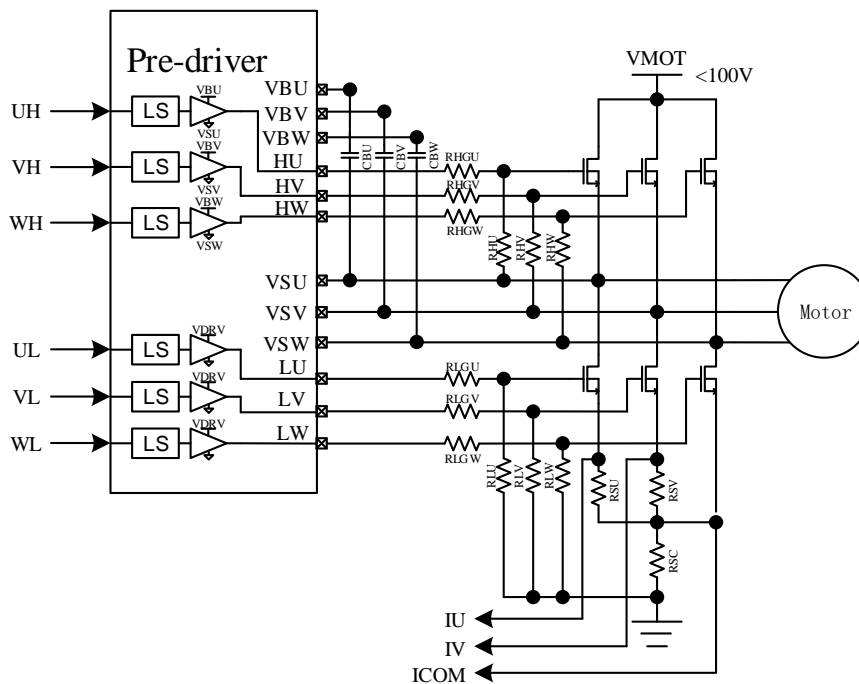 Pre-driver
VMOT
<100V
VBU
VBV
VBW
UH
LS
VBU
VSU
HU
CBU
CBV
CBW
RHGU
VH
LS
VBV
VSV
HV
RHGV
WH
LS
VBW
VSW
HW
RHGW
RHU
RHV
RHW
VSU
VSV
VSW
Motor
UL
LS
VDRV
LU
RLGU
VL
LS
VDRV
LV
RLGV
WL
LS
VDRV
LW
RLGW
RLU
RLV
RLW
RSU
RSV
RSC
IU
IV
ICOM